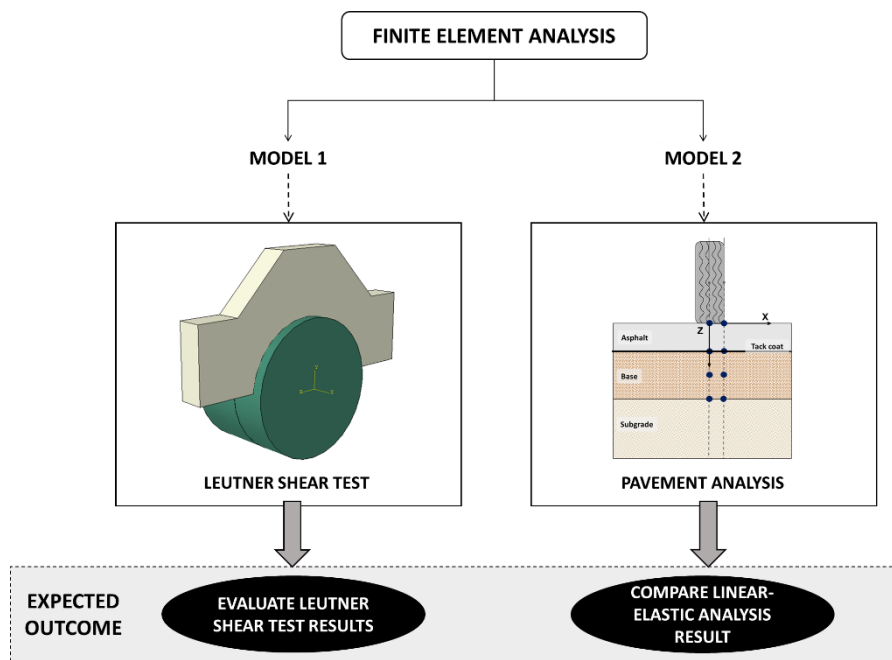 FINITE ELEMENT ANALYSIS
MODEL 1
MODEL 2
X
Z
Asphalt
Tack coat
Base
Subgrade
LEUTNER SHEAR TEST
PAVEMENT ANALYSIS
EXPECTED
OUTCOME
EVALUATE LEUTNER
SHEAR TEST RESULTS
COMPARE LINEAR-
ELASTIC ANALYSIS
RESULT